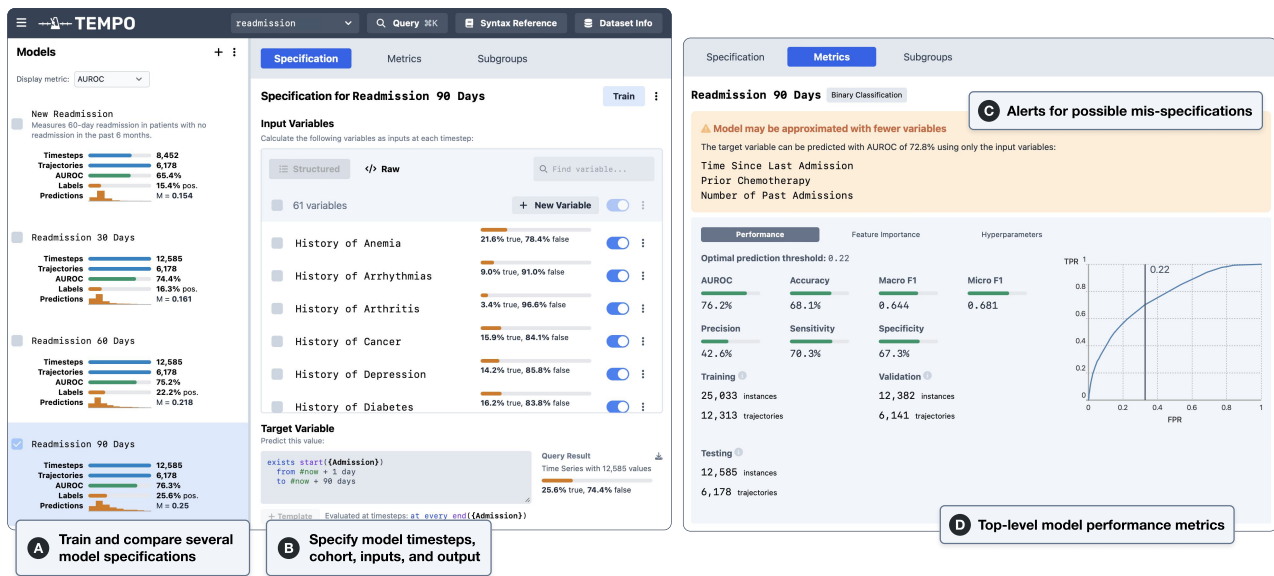 TEMPO
readmission
Query ⌘K
Syntax Reference
Dataset Info
Models
Display metric: AUROC
New Readmission
Measures 60-day readmission in patients with no
readmission in the past 6 months.
Timesteps 8,452
Trajectories 6,178
AUROC 65.4%
Labels 15.4% pos.
Predictions M = 0.154
Readmission 30 Days
Timesteps 12,585
Trajectories 6,178
AUROC 74.4%
Labels 16.3% pos.
Predictions M = 0.161
Readmission 60 Days
Timesteps 12,585
Trajectories 6,178
AUROC 75.2%
Labels 22.2% pos.
Predictions M = 0.218
Readmission 90 Days
Timesteps 12,585
Trajectories 6,178
AUROC 76.3%
Labels 25.6% pos.
Predictions M = 0.25
A Train and compare several
model specifications
Specification Metrics Subgroups
Specification for Readmission 90 Days
Train
Input Variables
Calculate the following variables as inputs at each timestep:
Structured
</> Raw
Find variable...
61 variables
+ New Variable
History of Anemia 21.6% true, 78.4% false
History of Arrhythmias 9.0% true, 91.0% false
History of Arthritis 3.4% true, 96.6% false
History of Cancer 15.9% true, 84.1% false
History of Depression 14.2% true, 85.8% false
History of Diabetes 16.2% true, 83.8% false
Target Variable
Predict this value:
exists start({Admission})
from #now + 1 day
to #now + 90 days
Query Result
Time Series with 12,585 values
25.6% true, 74.4% false
+ Template Evaluated at timesteps: at every end({Admission})
B Specify model timesteps,
cohort, inputs, and output
Specification Metrics Subgroups
Readmission 90 Days Binary Classification
C Alerts for possible mis-specifications
Model may be approximated with fewer variables
The target variable can be predicted with AUROC of 72.8% using only the input variables:
Time Since Last Admission
Prior Chemotherapy
Number of Past Admissions
Performance Feature Importance Hyperparameters
Optimal prediction threshold: 0.22
AUROC Accuracy Macro F1 Micro F1
76.2% 68.1% 0.644 0.681
Precision Sensitivity Specificity
42.6% 70.3% 67.3%
Training Validation
25,033 instances 12,382 instances
12,313 trajectories 6,141 trajectories
Testing
12,585 instances
6,178 trajectories
TPR 1
0.22
0.8
0.6
0.4
0.2
0
0 0.2 0.4 0.6 0.8 1
FPR
D Top-level model performance metrics